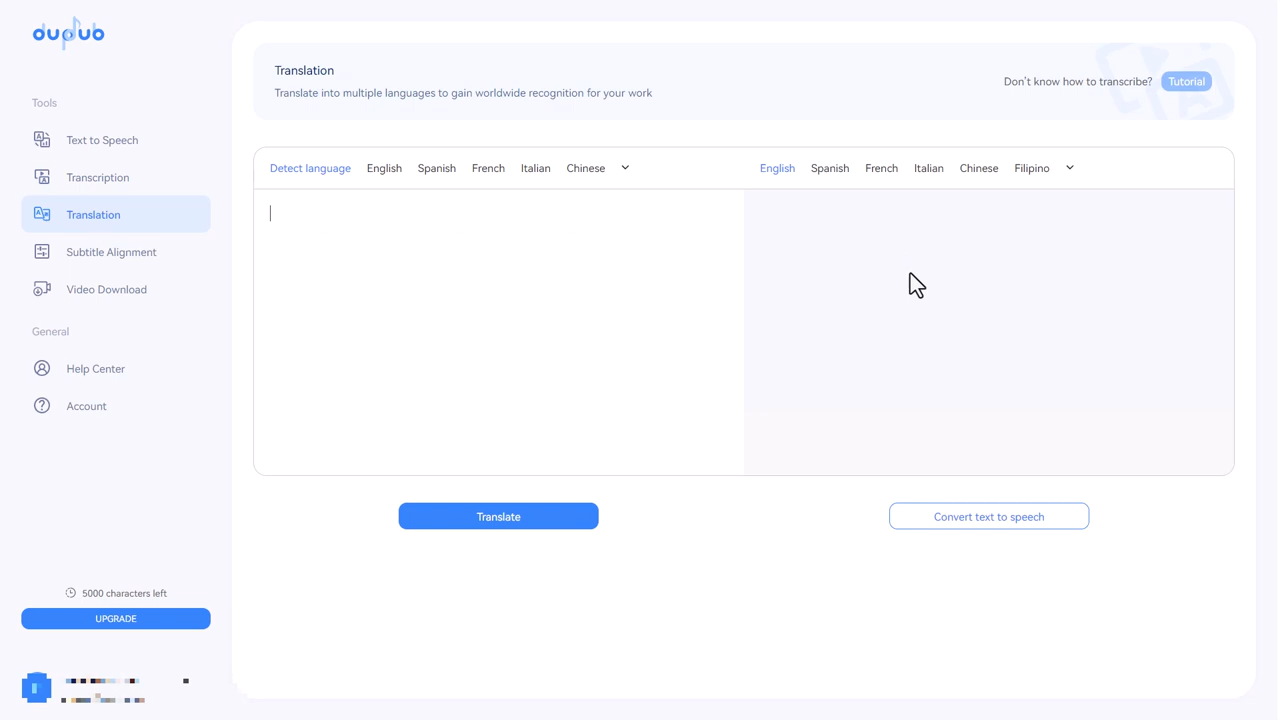 dupdub
Tools
Text to Speech
Transcription
Translation
Subtitle Alignment
Video Download
General
Help Center
Account
5000 characters left
UPGRADE
Translation
Translate into multiple languages to gain worldwide recognition for your work
Don't know how to transcribe? Tutorial
Detect language English Spanish French Italian Chinese
English Spanish French Italian Chinese Filipino
Translate
Convert text to speech